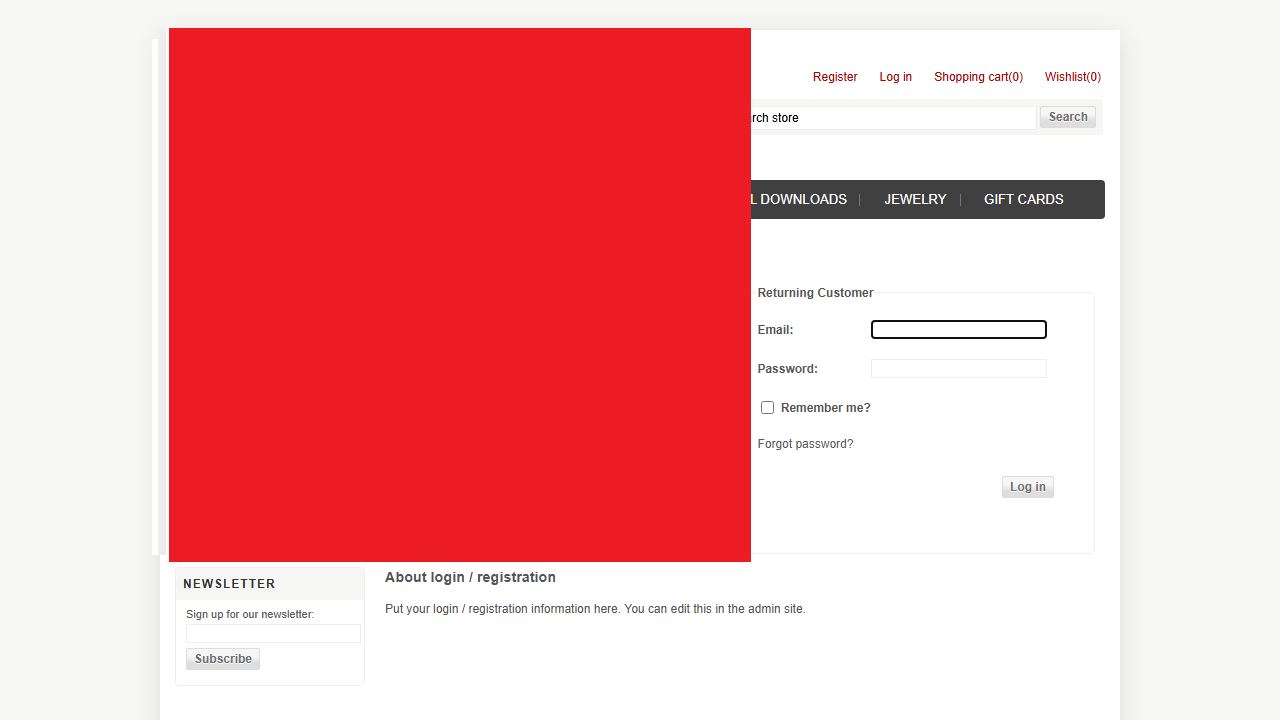 Register Log in Shopping cart(0) Wishlist(0)
store Search
DOWNLOADS JEWELRY GIFT CARDS
Returning Customer
Email:
Password:
Remember me?
Forgot password?
Log in
NEWSLETTER
Sign up for our newsletter:
Subscribe
About login / registration
Put your login / registration information here. You can edit this in the admin site.